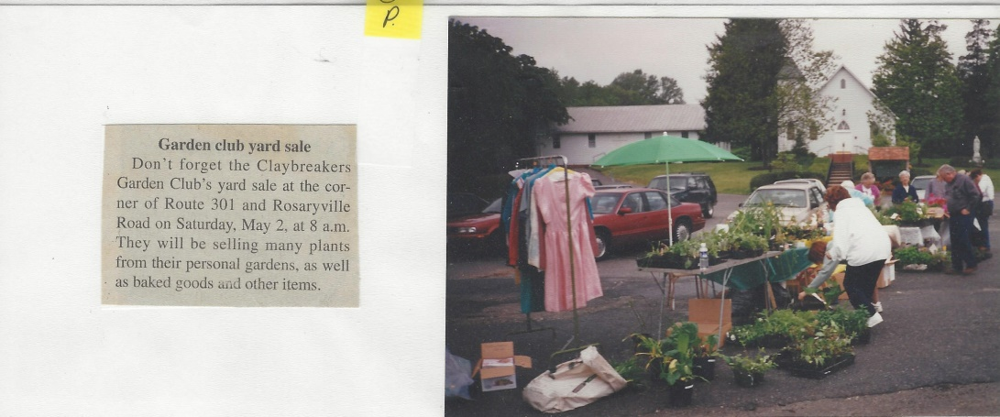 P.
Garden club yard sale
Don't forget the Claybreakers
Garden Club's yard sale at the cor-
ner of Route 301 and Rosaryville
Road on Saturday, May 2, at 8 a.m.
They will be selling many plants
from their personal gardens, as well
as baked goods and other items.